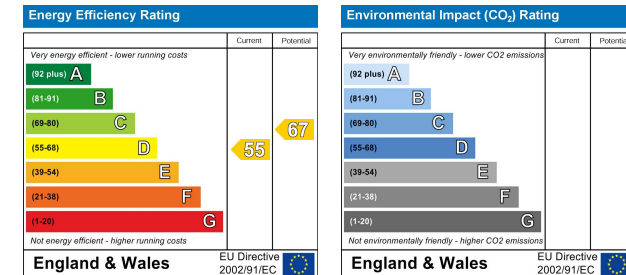 Energy Efficiency Rating
Current Potential
Very energy efficient - lower running costs
(92 plus) A
(81-91) B
(69-80) C
(55-68) D
(39-54) E
(21-38) F
(1-20) G
55
67
Not energy efficient - higher running costs
England & Wales
EU Directive
2002/91/EC
Environmental Impact (CO₂) Rating
Current Potential
Very environmentally friendly - lower CO2 emissions
(92 plus) A
(81-91) B
(69-80) C
(55-68) D
(39-54) E
(21-38) F
(1-20) G
Not environmentally friendly - higher CO2 emissions
England & Wales
EU Directive
2002/91/EC